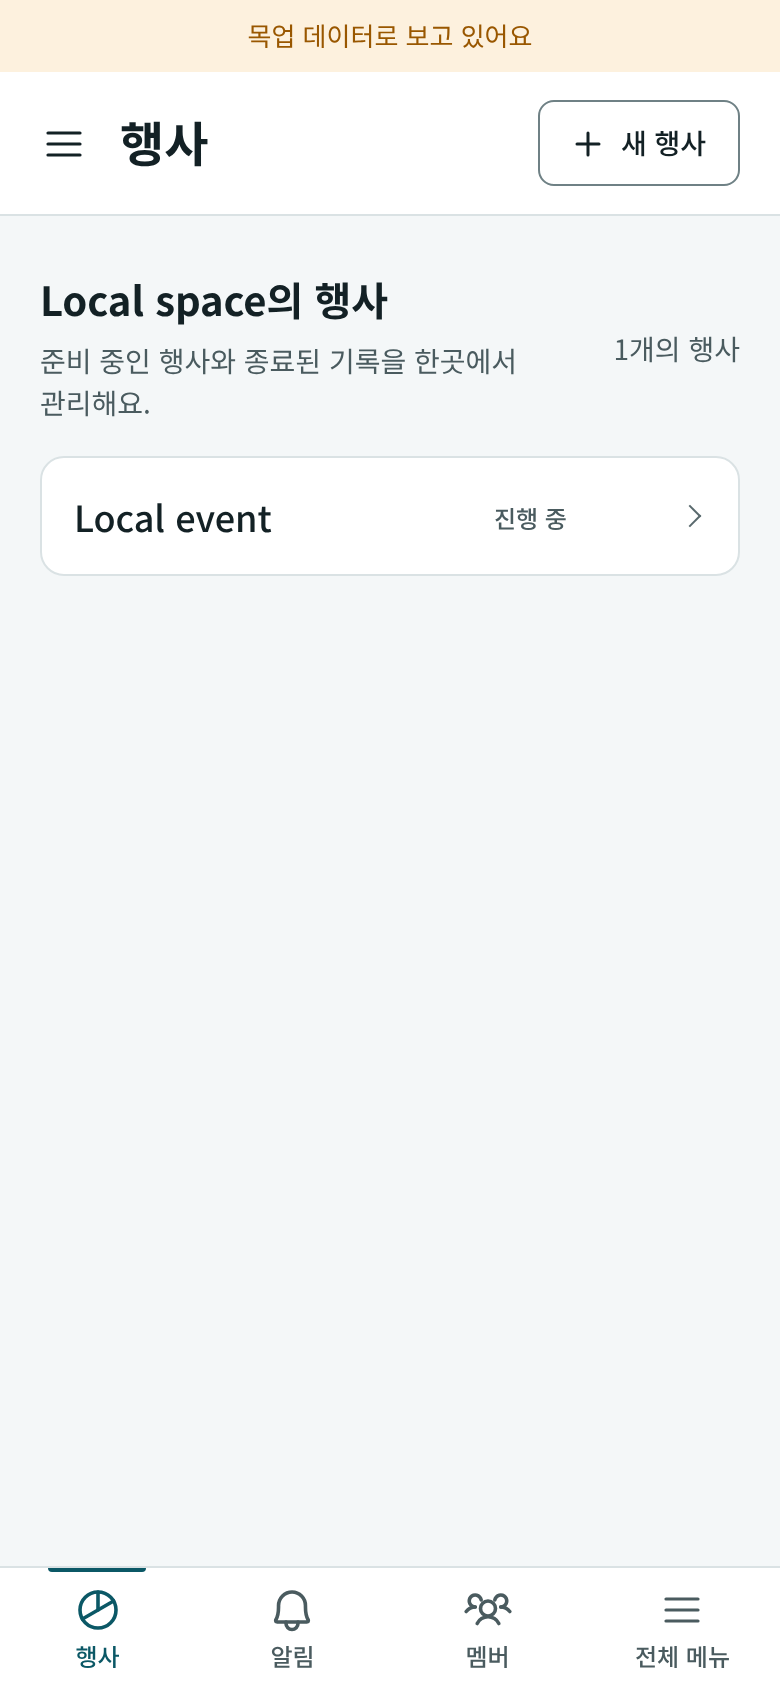 목업 데이터로 보고 있어요
행사
새 행사
Local space의 행사
준비 중인 행사와 종료된 기록을 한곳에서
관리해요.
1개의 행사
Local event
진행 중
행사
알림
멤버
전체 메뉴